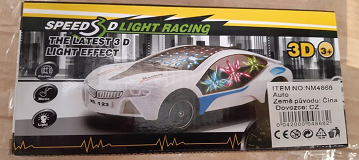 SPEED 3D LIGHT RACING
THE LATEST 3D
LIGHT EFFECT
3D 3+
123
ITEM NO:NM4668
Auto
Země původu: Čína
Dovozce: CZ